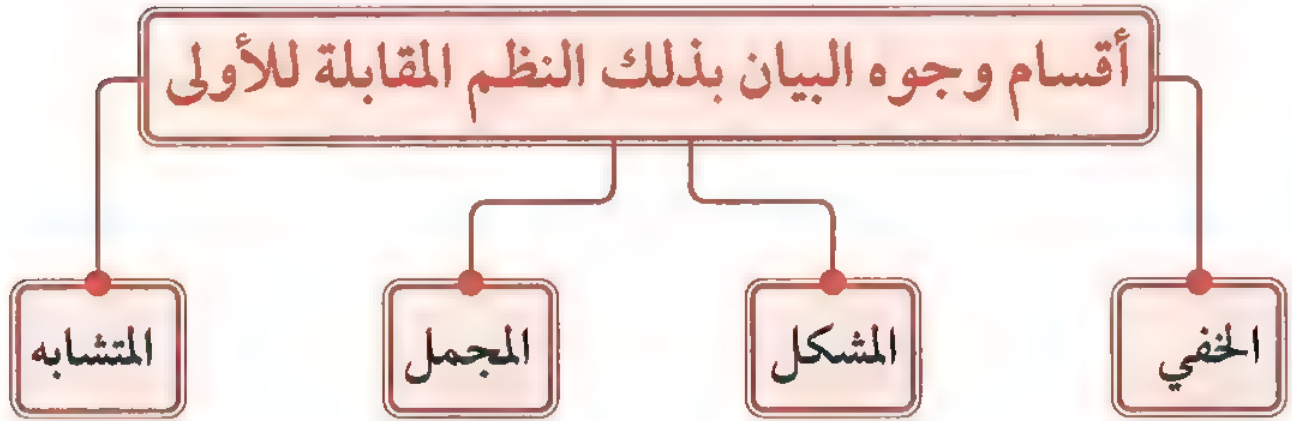 أقسام وجوه البيان بذلك النظم المقابلة للأولى
الخفي
المشكل
المجمل
المتشابه